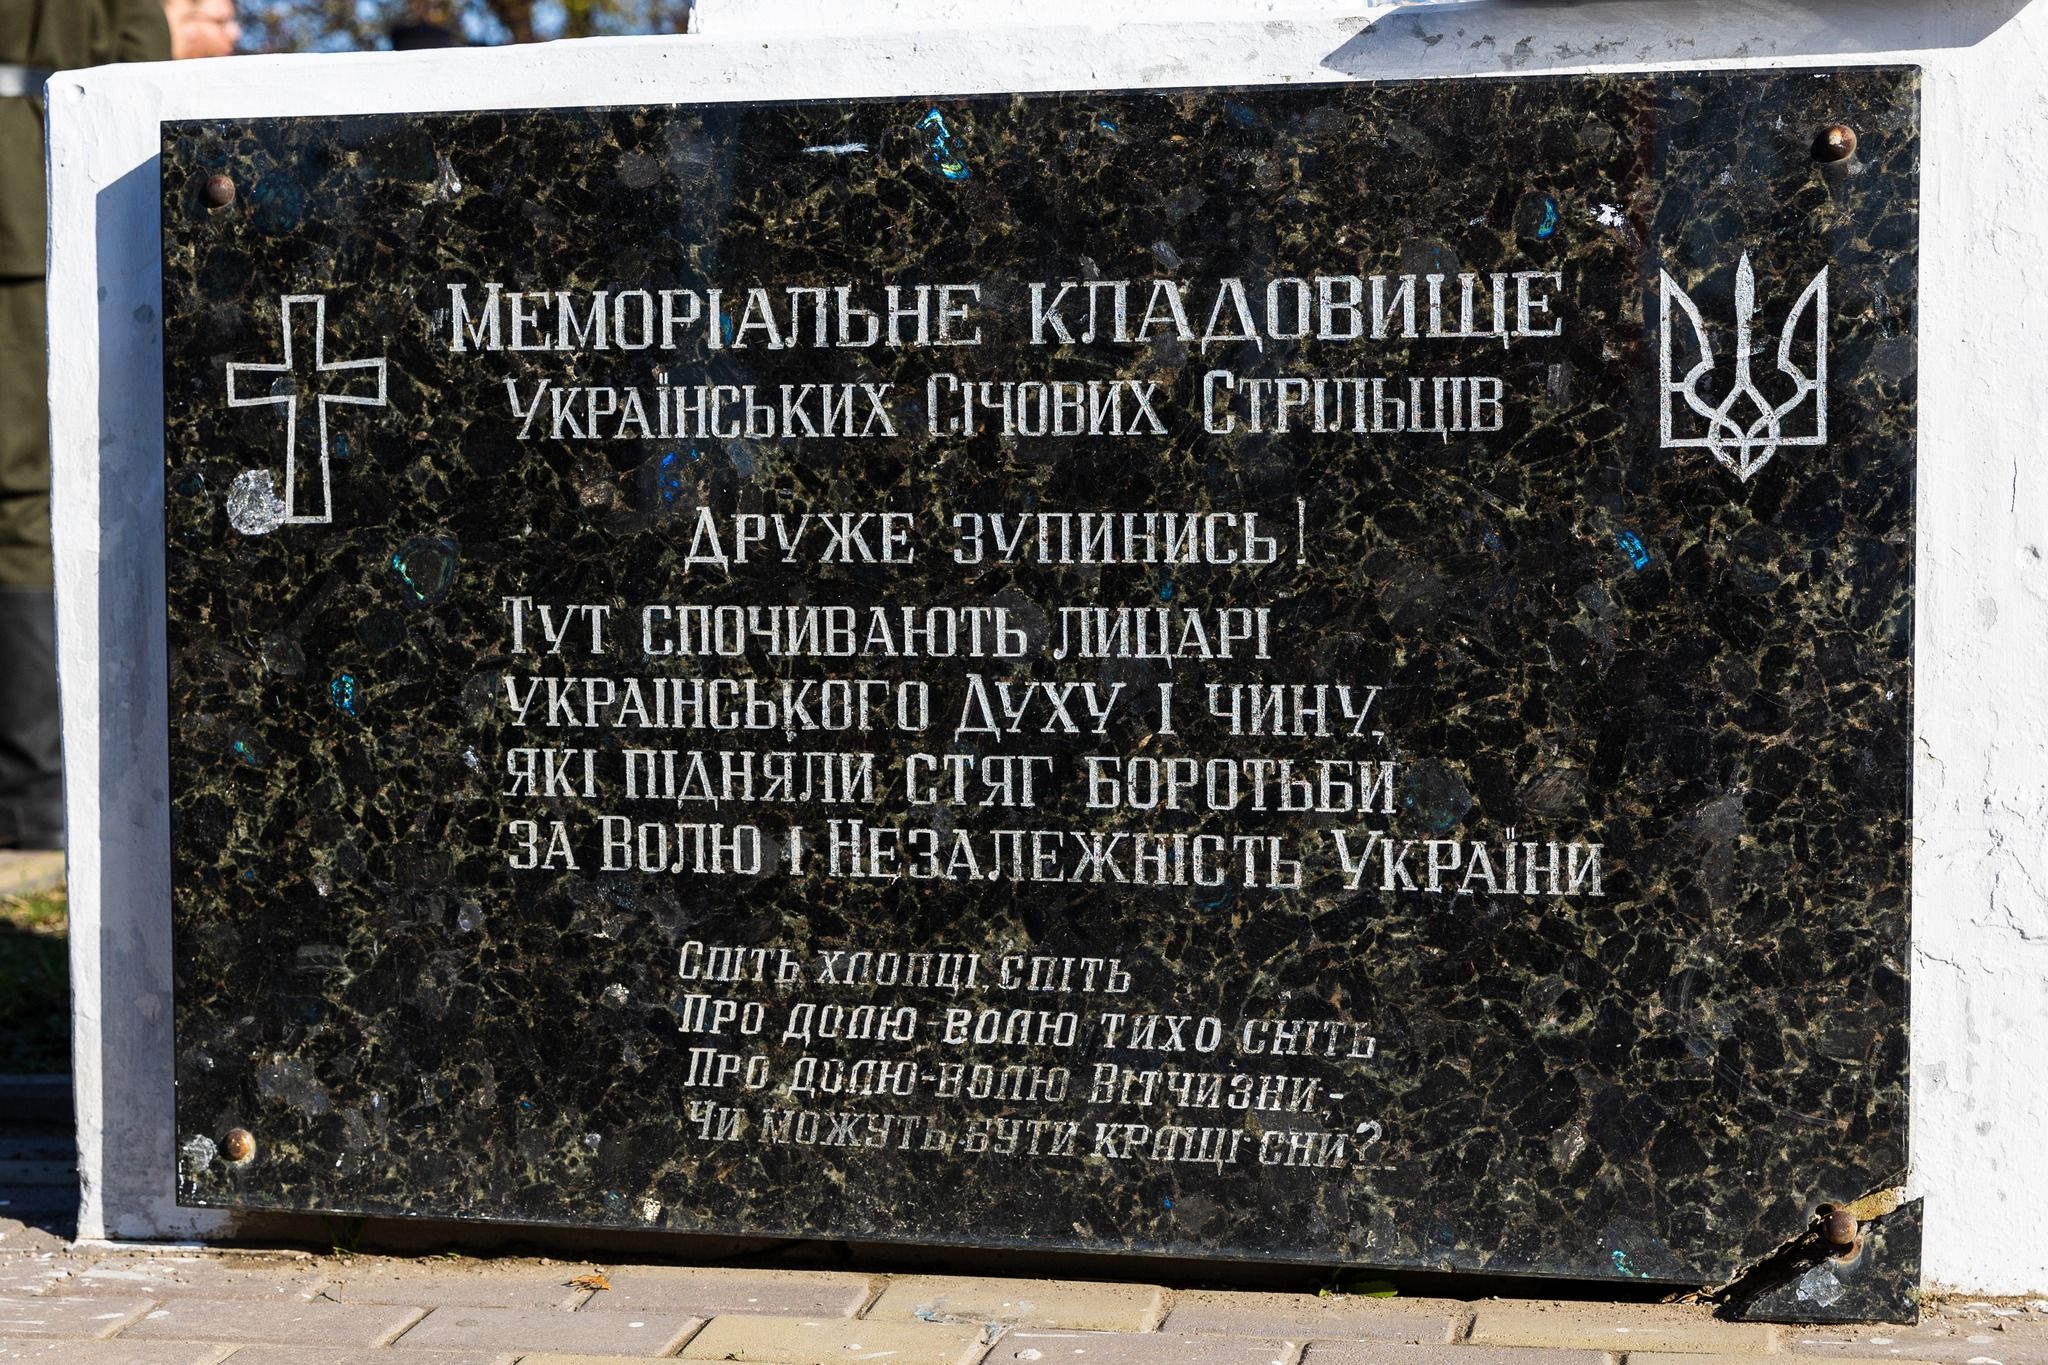 Меморіальне кладовище
Українських Січових Стрільців
Друже зупинись!
Тут спочивають лицарі
українського Духу і чину,
які підняли стяг боротьби
за Волю і Незалежність України
Спіть, хлопці, спіть
Про долю-волю тихо сніть
Про долю-волю Вітчизни,-
Чи можуть бути кращі сни?